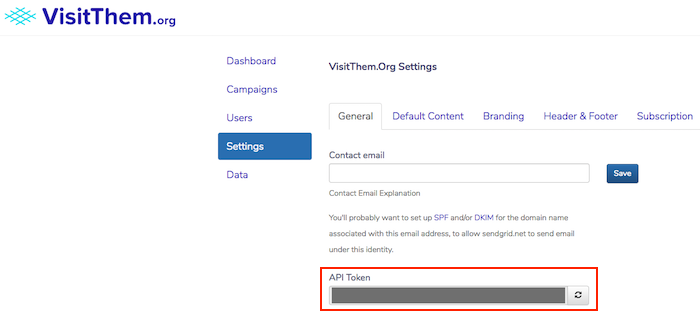 VisitThem.org
Dashboard
Campaigns
Users
Settings
Data
VisitThem.Org Settings
General
Default Content
Branding
Header & Footer
Subscription
Contact email
Save
Contact Email Explanation
You'll probably want to set up SPF and/or DKIM for the domain name
associated with this email address, to allow sendgrid.net to send email
under this identity.
API Token